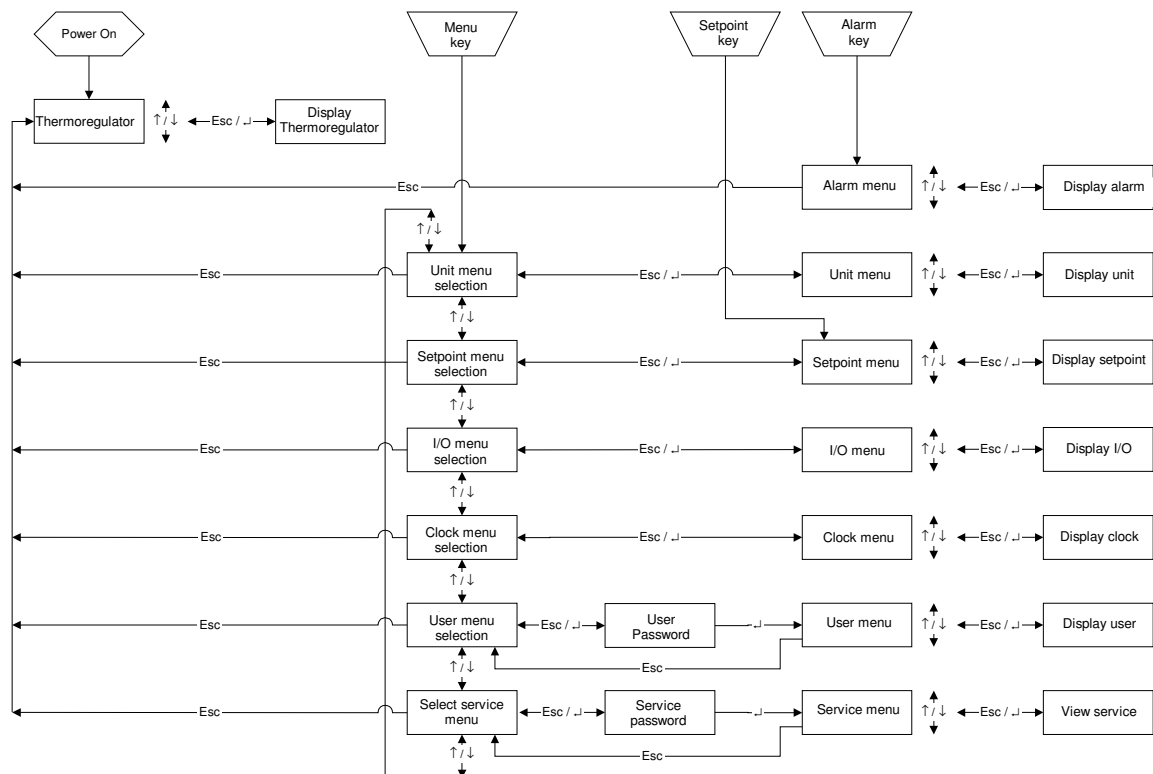 Power On
Menu
key
Setpoint
key
Alarm
key
Thermoregulator
↑/↓
Esc / ↵
Display
Thermoregulator
Esc
Alarm menu
↑/↓
Esc / ↵
Display alarm
↑/↓
Esc
Unit menu
selection
Esc / ↵
Unit menu
↑/↓
Esc / ↵
Display unit
↑/↓
Esc
Setpoint menu
selection
Esc / ↵
Setpoint menu
↑/↓
Esc / ↵
Display setpoint
↑/↓
Esc
I/O menu
selection
Esc / ↵
I/O menu
↑/↓
Esc / ↵
Display I/O
↑/↓
Esc
Clock menu
selection
Esc / ↵
Clock menu
↑/↓
Esc / ↵
Display clock
↑/↓
Esc
User menu
selection
Esc / ↵
User
Password
↵
User menu
↑/↓
Esc / ↵
Display user
Esc
↑/↓
Esc
Select service
menu
Esc / ↵
Service
password
↵
Service menu
↑/↓
Esc / ↵
View service
Esc
↑/↓